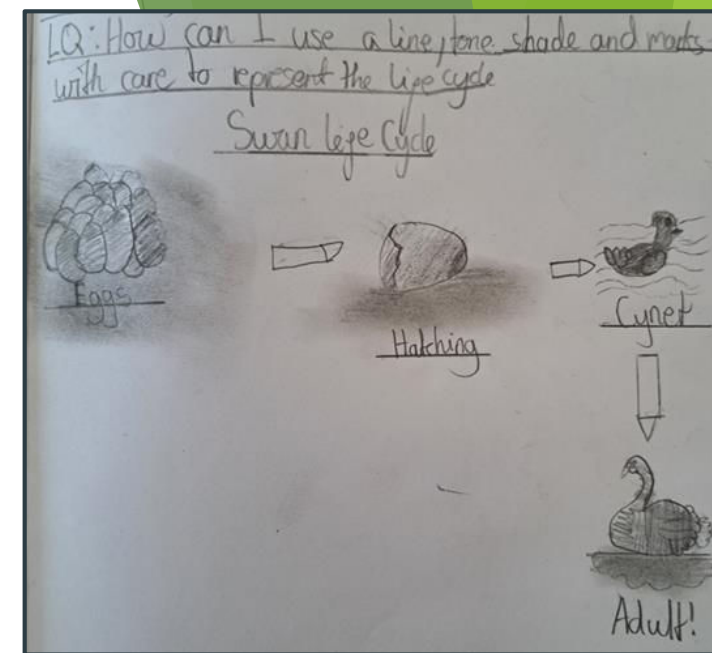 LQ: How can I use a line, tone shade and marks
with care to represent the life cycle
Swan life Cycle
Eggs
Hatching
Cynet
Adult!